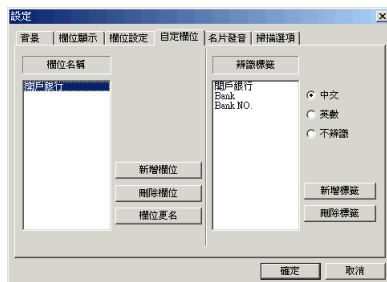 設定
背景
欄位顯示
欄位設定
自定欄位
名片發音
掃描選項
欄位名稱
開戶銀行
新增欄位
刪除欄位
欄位更名
辨識標籤
開戶銀行
Bank
Bank NO.
中文
英數
不辨識
新增標籤
刪除標籤
確定
取消